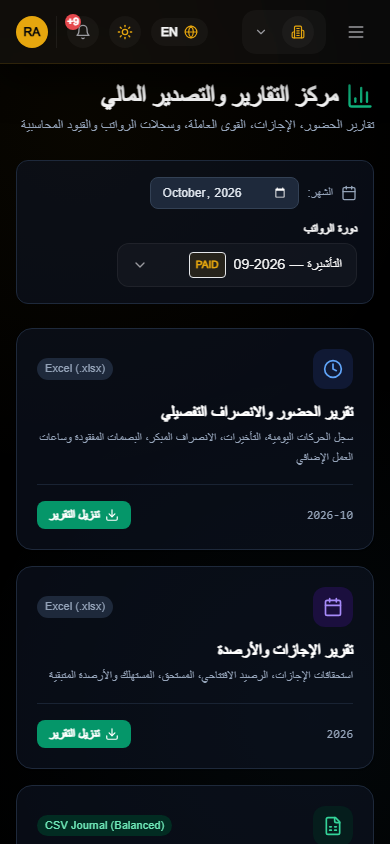 RA
+9
EN
مركز التقارير والتصدير المالي
تقارير الحضور، الإجازات، القوى العاملة، وسجلات الرواتب والقيود المحاسبية
الشهر:
October, 2026
دورة الرواتب
التأشيرة — 2026-09 PAID
Excel (.xlsx)
تقرير الحضور والانصراف التفصيلي
سجل الحركات اليومية، التأخيرات، الانصراف المبكر، البصمات المفقودة وساعات
العمل الإضافي
2026-10
تنزيل التقرير
Excel (.xlsx)
تقرير الإجازات والأرصدة
استحقاقات الإجازات، الرصيد الافتتاحي، المستحق، المستهلك والأرصدة المتبقية
2026
تنزيل التقرير
CSV Journal (Balanced)